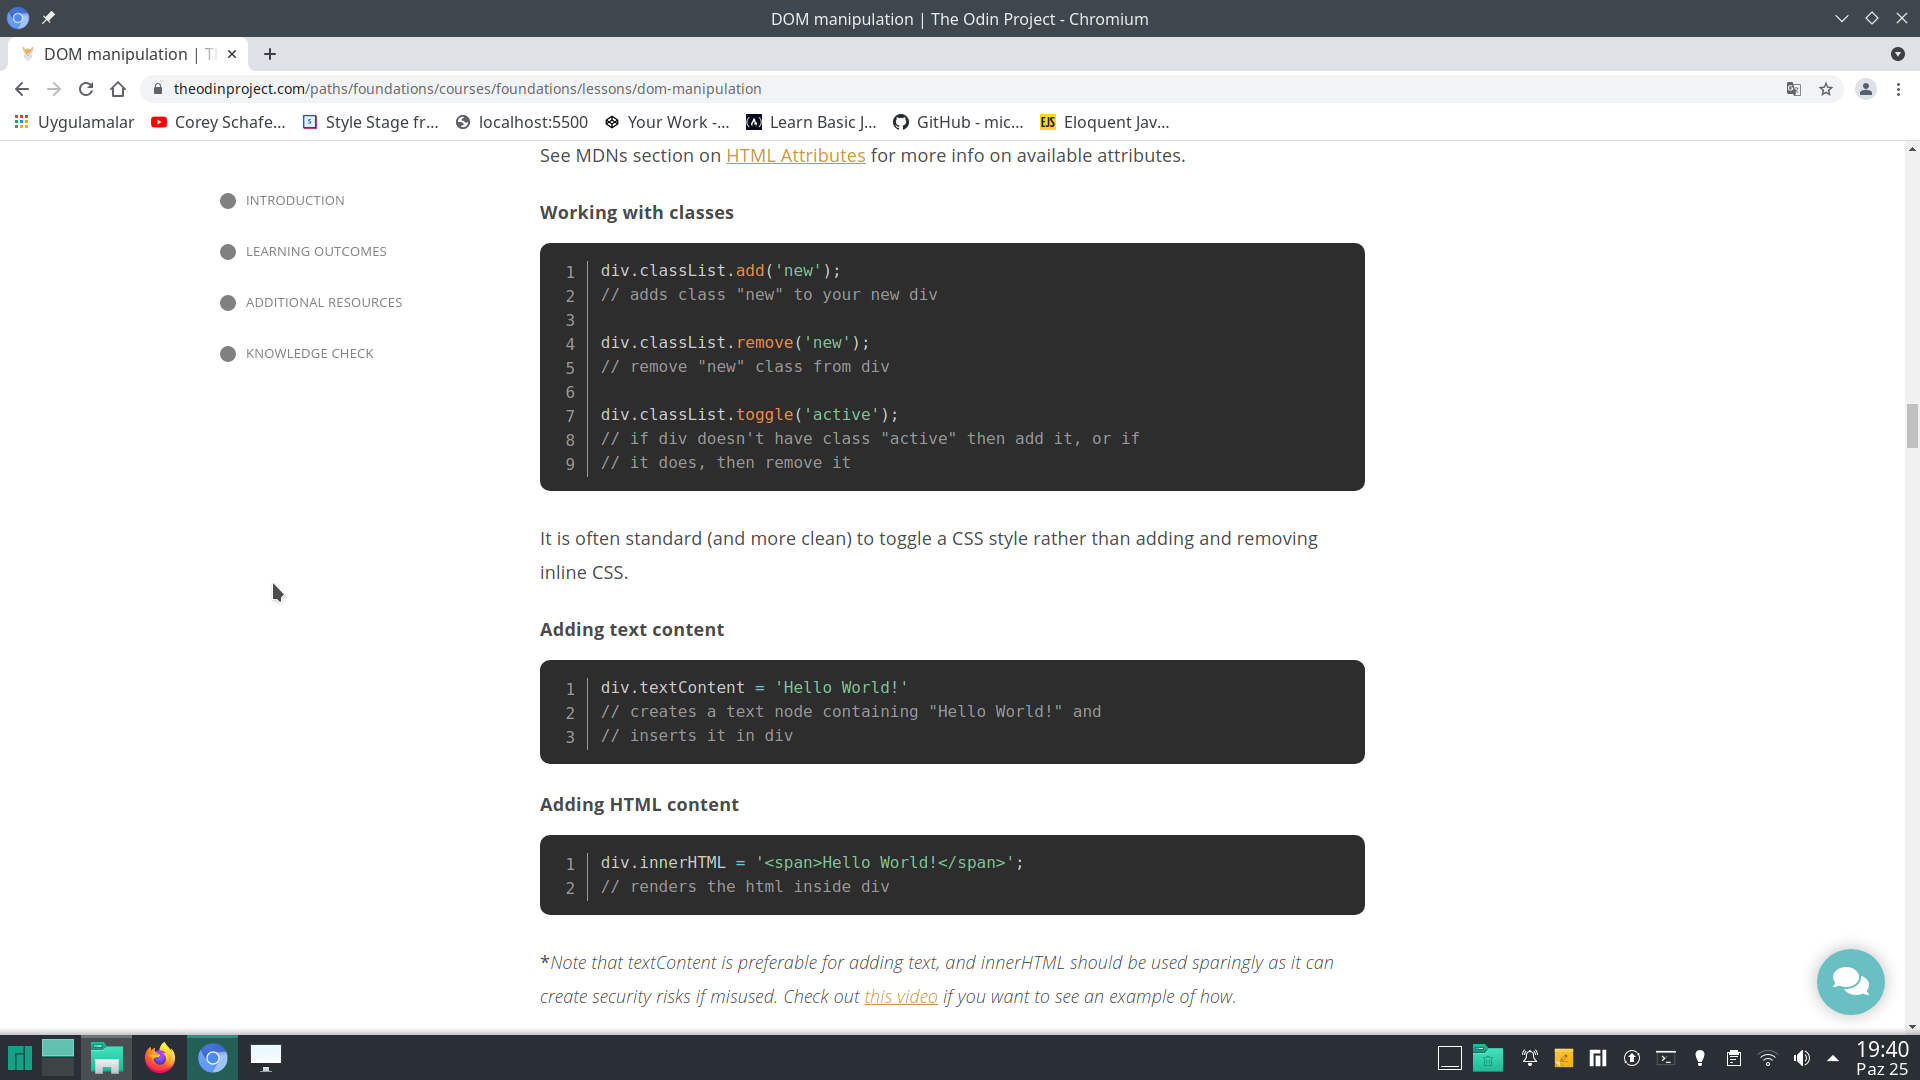 DOM manipulation | The Odin Project - Chromium
DOM manipulation | T
theodinproject.com/paths/foundations/courses/foundations/lessons/dom-manipulation
Uygulamalar Corey Schafe... Style Stage fr... localhost:5500 Your Work -... Learn Basic J... GitHub - mic... EJS Eloquent Jav...
See MDNs section on HTML Attributes for more info on available attributes.
INTRODUCTION
LEARNING OUTCOMES
ADDITIONAL RESOURCES
KNOWLEDGE CHECK
Working with classes
1 div.classList.add('new');
2 // adds class "new" to your new div
3
4 div.classList.remove('new');
5 // remove "new" class from div
6
7 div.classList.toggle('active');
8 // if div doesn't have class "active" then add it, or if
9 // it does, then remove it
It is often standard (and more clean) to toggle a CSS style rather than adding and removing
inline CSS.
Adding text content
1 div.textContent = 'Hello World!'
2 // creates a text node containing "Hello World!" and
3 // inserts it in div
Adding HTML content
1 div.innerHTML = '<span>Hello World!</span>';
2 // renders the html inside div
*Note that textContent is preferable for adding text, and innerHTML should be used sparingly as it can
create security risks if misused. Check out this video if you want to see an example of how.
19:40
Paz 25